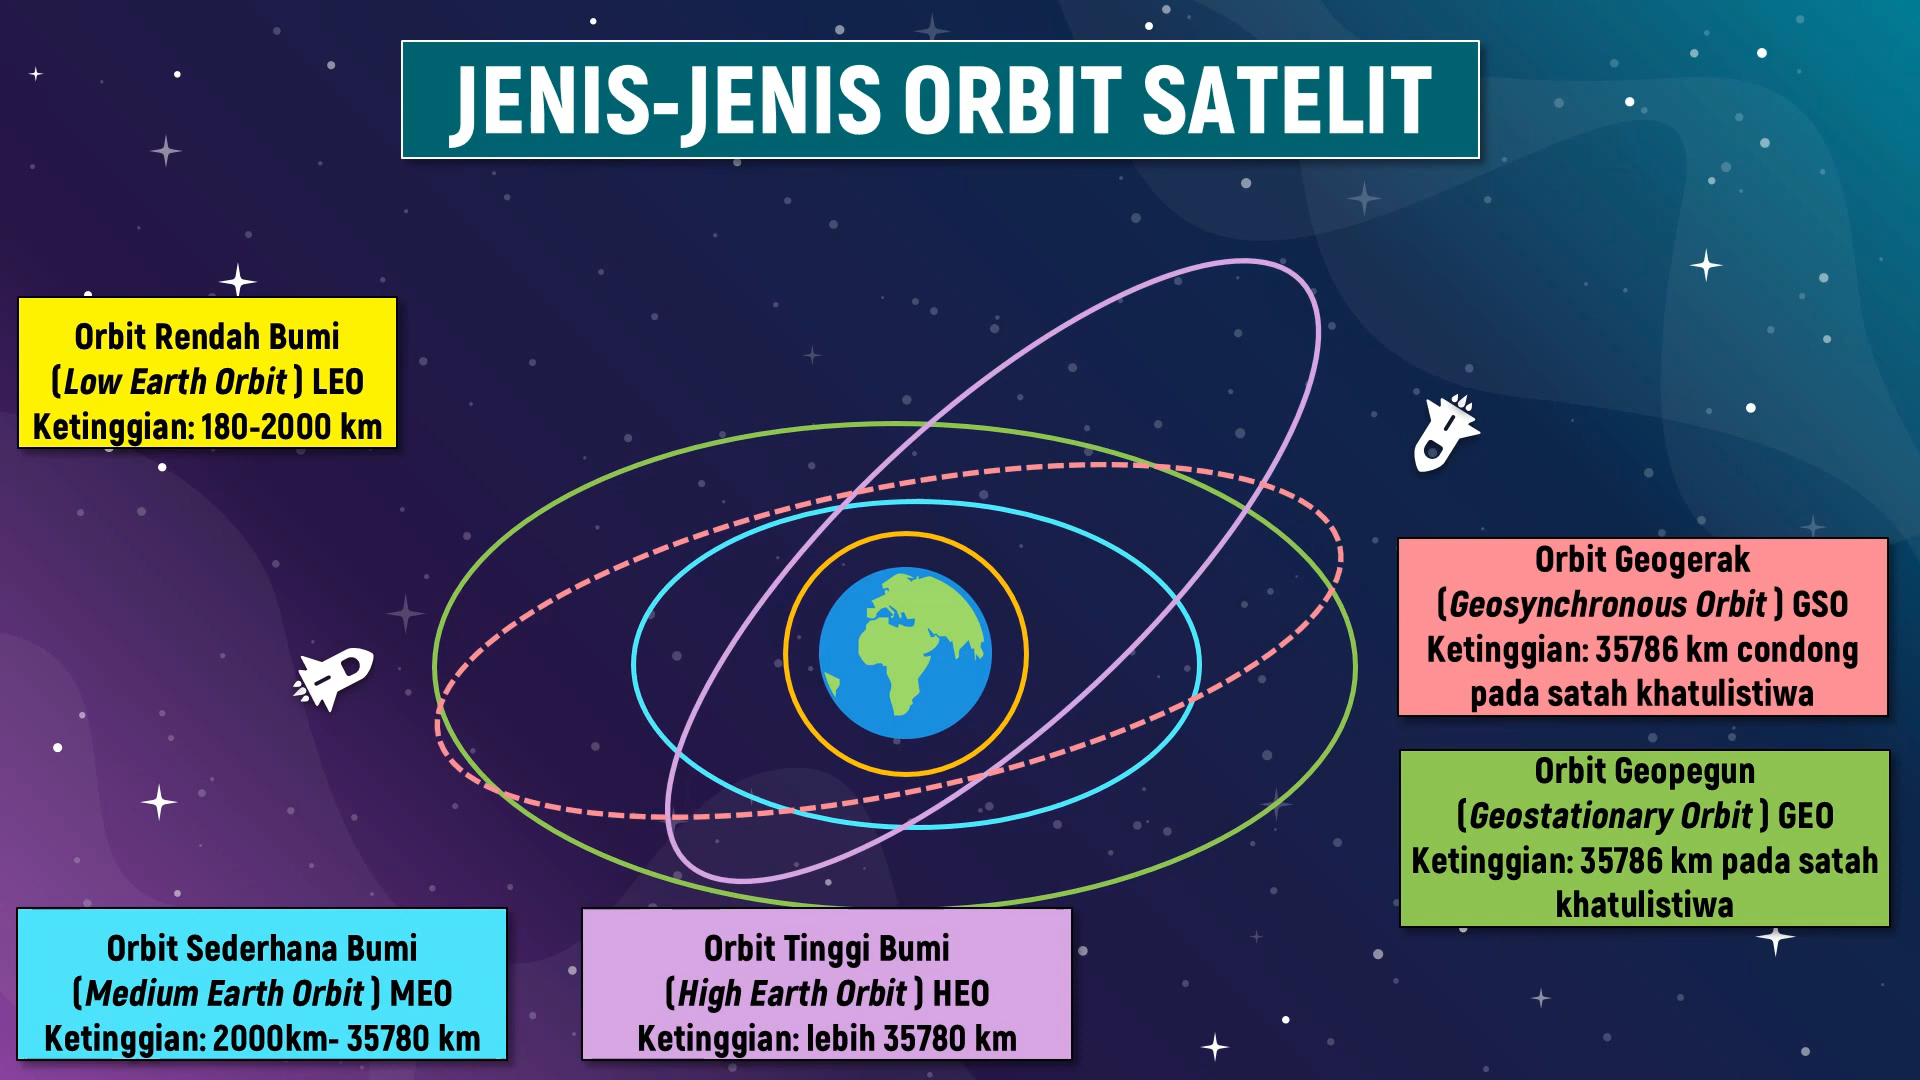 JENIS-JENIS ORBIT SATELIT
Orbit Rendah Bumi
(Low Earth Orbit ) LEO
Ketinggian: 180-2000 km
Orbit Geogerak
(Geosynchronous Orbit ) GSO
Ketinggian: 35786 km condong
pada satah khatulistiwa
Orbit Geopegun
(Geostationary Orbit ) GEO
Ketinggian: 35786 km pada satah
khatulistiwa
Orbit Sederhana Bumi
(Medium Earth Orbit ) MEO
Ketinggian: 2000km- 35780 km
Orbit Tinggi Bumi
(High Earth Orbit ) HEO
Ketinggian: lebih 35780 km